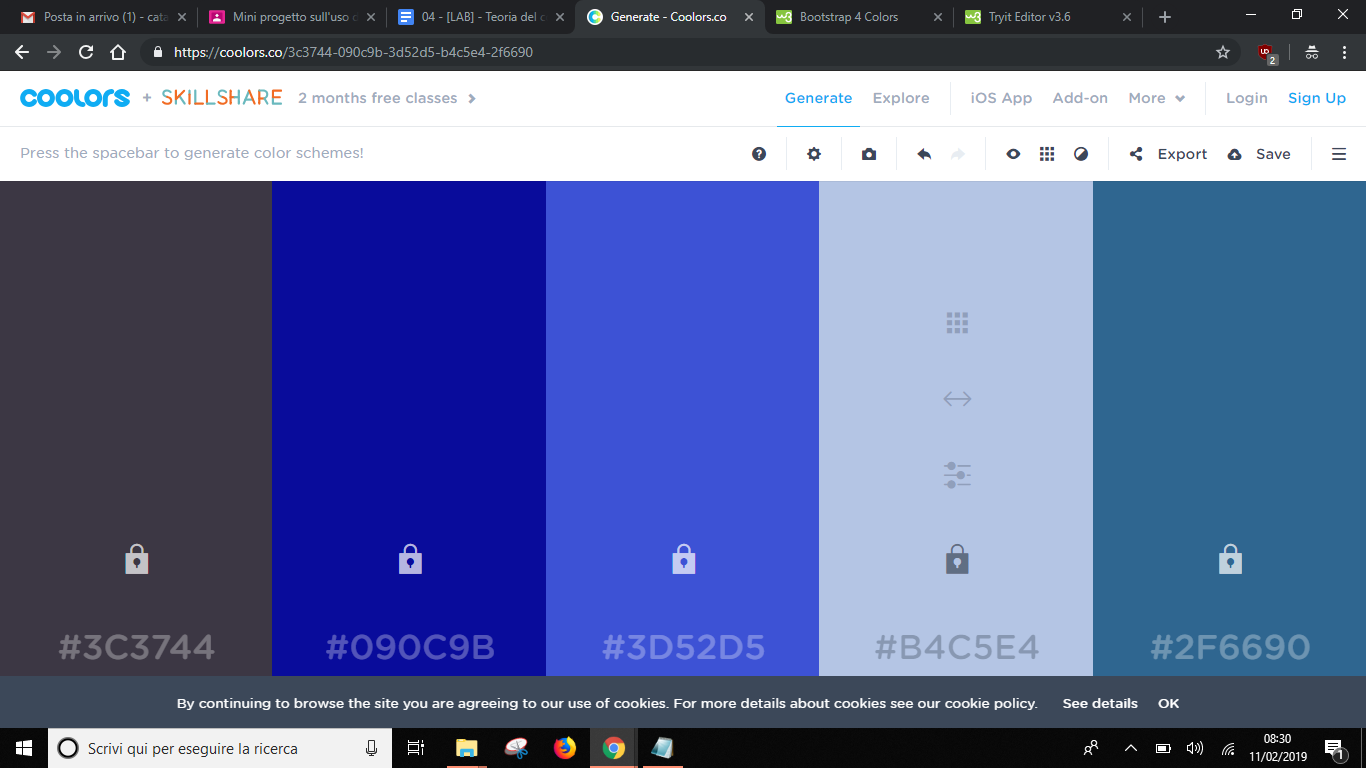 Posta in arrivo (1) - cata
Mini progetto sull'uso d
04 - [LAB] - Teoria del c
Generate - Coolors.co
Bootstrap 4 Colors
Tryit Editor v3.6
https://coolors.co/3c3744-090c9b-3d52d5-b4c5e4-2f6690
2
coolors + SKILLSHARE 2 months free classes
Generate Explore iOS App Add-on More Login Sign Up
Press the spacebar to generate color schemes!
Export Save
#3C3744 #090C9B #3D52D5 #B4C5E4 #2F6690
By continuing to browse the site you are agreeing to our use of cookies. For more details about cookies see our cookie policy. See details OK
Scrivi qui per eseguire la ricerca
08:30
11/02/2019
1